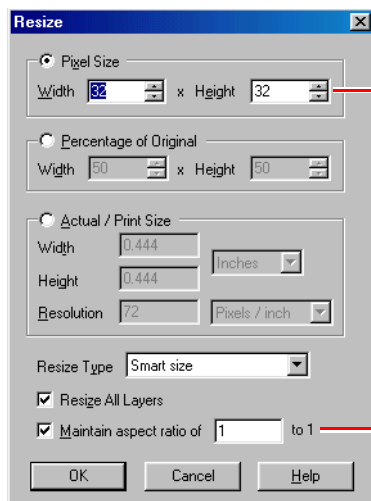 Resize
Pixel Size
Width 32 x Height 32
Percentage of Original
Width 50 x Height 50
Actual / Print Size
Width 0.444
Inches
Height 0.444
Resolution 72 Pixels / inch
Resize Type Smart size
Resize All Layers
Maintain aspect ratio of 1 to 1
OK Cancel Help